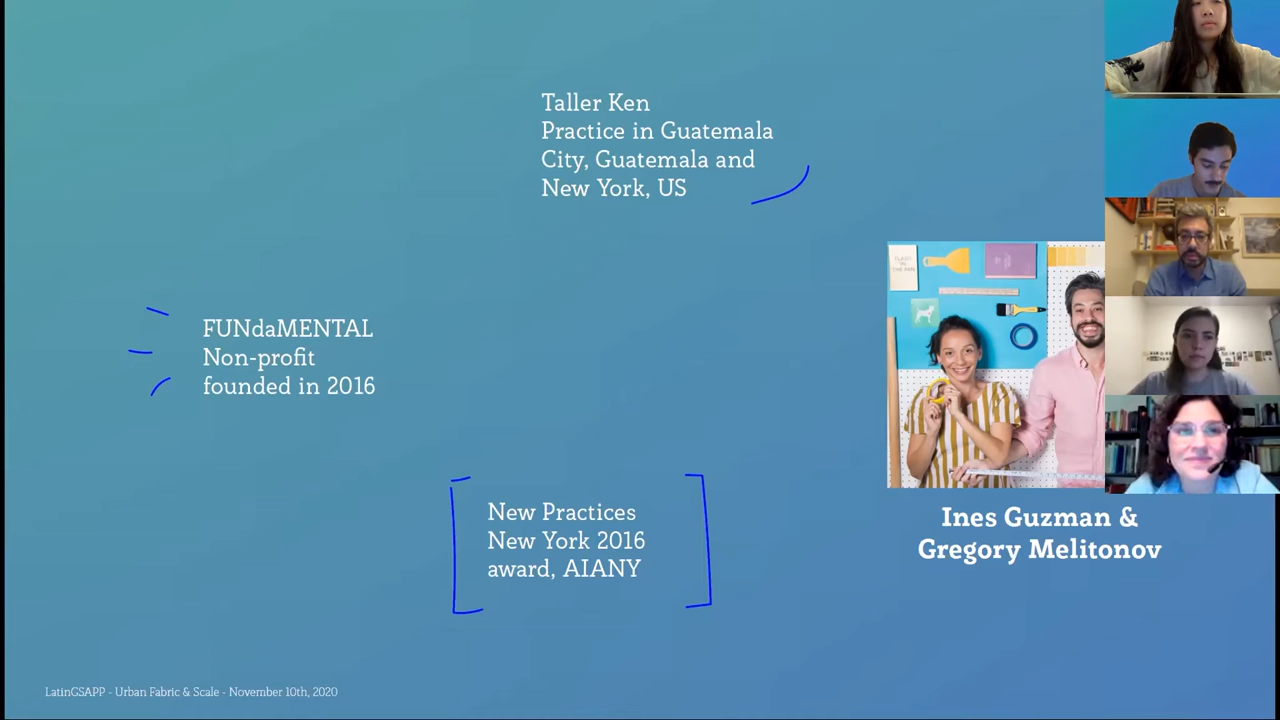 Taller Ken
Practice in Guatemala
City, Guatemala and
New York, US
FUNdaMENTAL
Non-profit
founded in 2016
New Practices
New York 2016
award, AIANY
Ines Guzman &
Gregory Melitonov
LatinGSAPP - Urban Fabric & Scale - November 10th, 2020